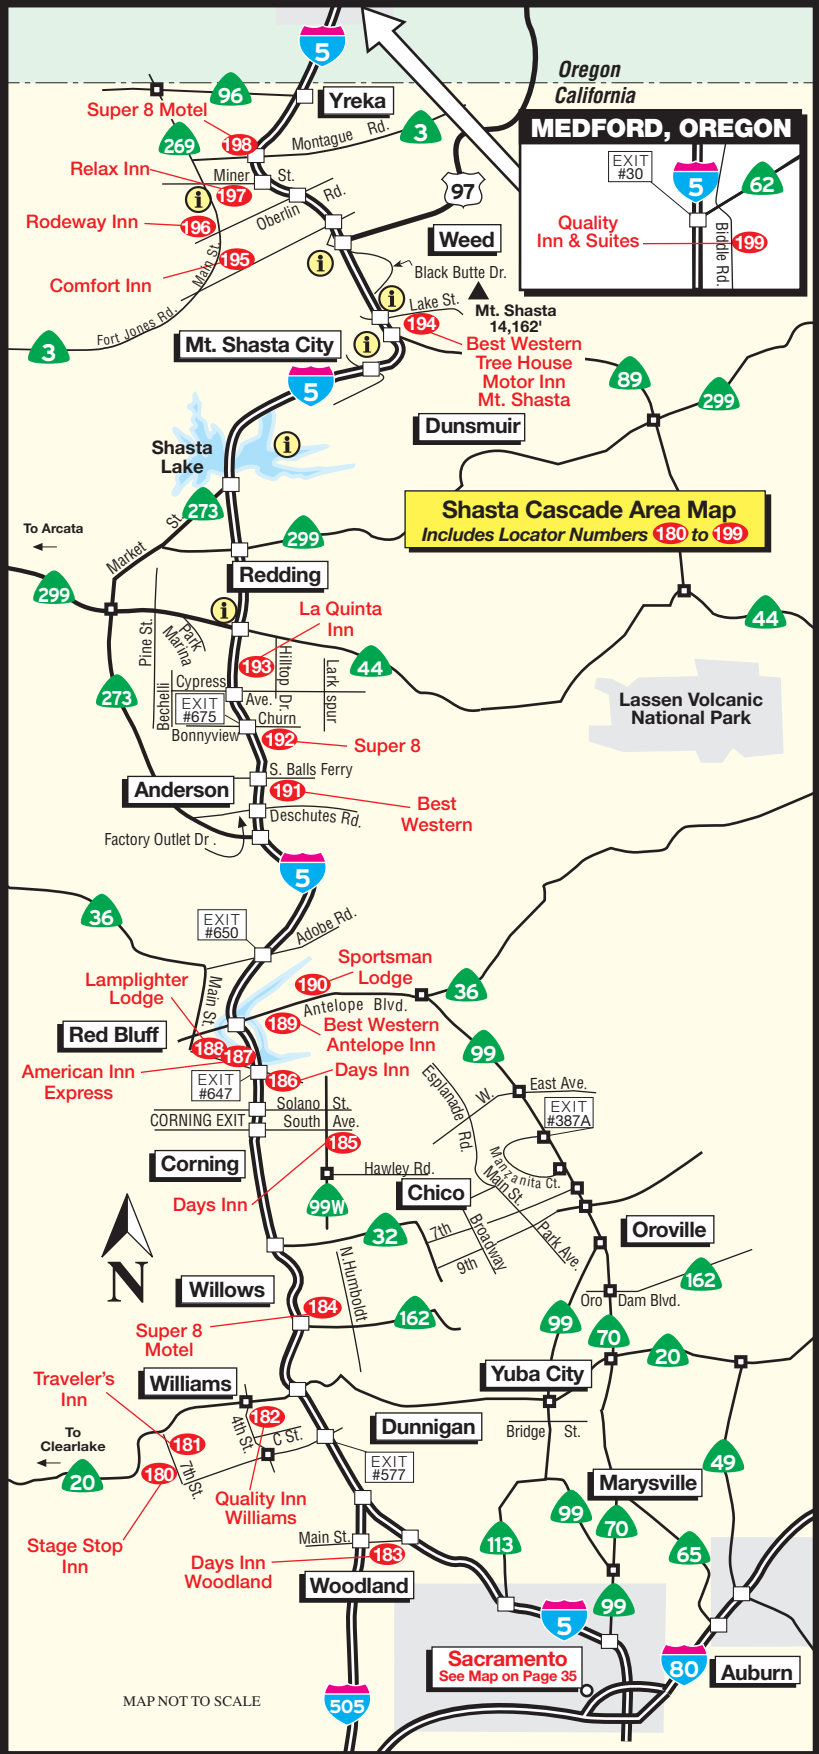 5
Oregon
California
96
Yreka
Super 8 Motel
198
269
Montague Rd.
3
MEDFORD, OREGON
EXIT
#30
5
62
Quality
Inn & Suites
199
Biddle Rd.
Relax Inn
Miner St.
197
97
Rodeway Inn
196
i
Oberlin Rd.
Weed
Comfort Inn
195
Main St.
i
Black Butte Dr.
i
Lake St.
Mt. Shasta
14,162'
Fort Jones Rd.
3
Mt. Shasta City
i
194
Best Western
Tree House
Motor Inn
Mt. Shasta
5
89
299
Dunsmuir
Shasta
Lake
i
273
Shasta Cascade Area Map
Includes Locator Numbers 180 to 199
To Arcata
Market St.
299
Redding
299
i
La Quinta
Inn
44
Pine St.
Park
Marina
193
Hilltop Dr.
Lark spur
44
Lassen Volcanic
National Park
273
Bechelli
Cypress
Ave.
EXIT
#675
Churn
Bonnyview
192
Super 8
S. Balls Ferry
Anderson
191
Best
Western
Deschutes Rd.
Factory Outlet Dr.
5
36
EXIT
#650
Adobe Rd.
Sportsman
Lodge
190
Lamplighter
Lodge
Main St.
36
Antelope Blvd.
Red Bluff
189
Best Western
Antelope Inn
188
187
99
American Inn
Express
EXIT
#647
186
Days Inn
Esplanade Rd.
W. East Ave.
EXIT
#387A
Solano St.
CORNING EXIT
South Ave.
185
Manzanita Ct.
Corning
Hawley Rd.
Main St.
Days Inn
99W
Chico
32
7th
Broadway
9th
Park Ave.
Oroville
N
N. Humboldt
162
Willows
184
162
Oro Dam Blvd.
Super 8
Motel
99
70
20
Traveler's
Inn
Williams
Yuba City
182
4th St.
Dunnigan
C St.
Bridge St.
To
Clearlake
181
EXIT
#577
49
20
180
7th St.
Marysville
Quality Inn
Williams
99
70
113
65
Stage Stop
Inn
Main St.
Days Inn
Woodland
183
Woodland
5
99
Sacramento
See Map on Page 35
80
Auburn
MAP NOT TO SCALE
505